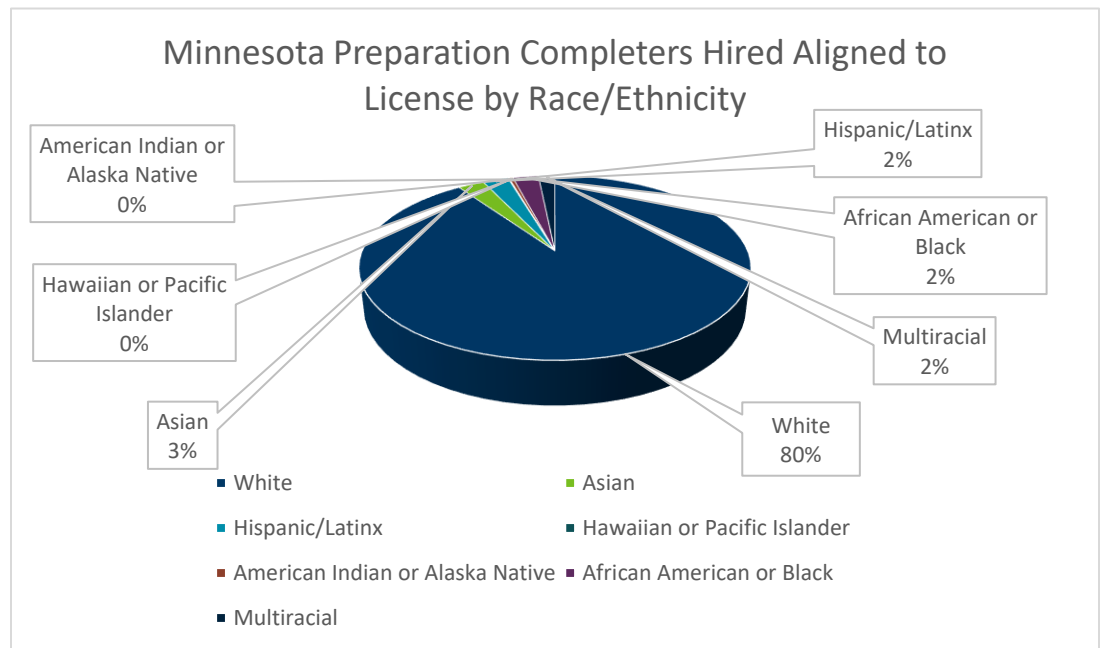 Minnesota Preparation Completers Hired Aligned to
License by Race/Ethnicity
American Indian or
Alaska Native
0%
Hispanic/Latinx
2%
African American or
Black
2%
Hawaiian or Pacific
Islander
0%
Multiracial
2%
Asian
3%
White
80%
White
Asian
Hispanic/Latinx
Hawaiian or Pacific Islander
American Indian or Alaska Native
African American or Black
Multiracial